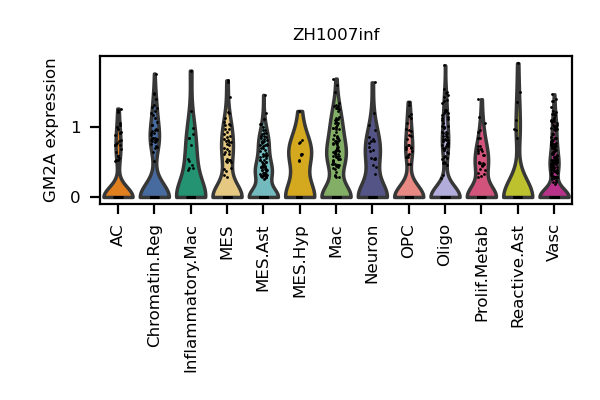 ZH1007inf
GM2A expression
1
0
AC
Chromatin.Reg
Inflammatory.Mac
MES
MES.Ast
MES.Hyp
Mac
Neuron
OPC
Oligo
Prolif.Metab
Reactive.Ast
Vasc